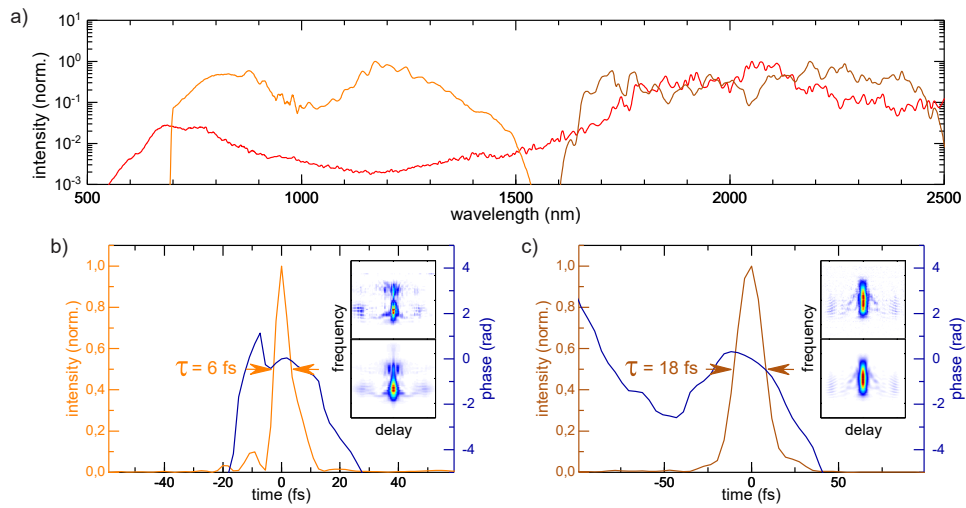 a)
intensity (norm.)
10¹
10⁰
10⁻¹
10⁻²
10⁻³
500
1000
1500
2000
2500
wavelength (nm)
b)
intensity (norm.)
1,0
0,8
0,6
0,4
0,2
0,0
τ = 6 fs
frequency
delay
4
2
0
-2
-4
phase (rad)
-40
-20
0
20
40
time (fs)
c)
intensity (norm.)
1,0
0,8
0,6
0,4
0,2
0,0
τ = 18 fs
frequency
delay
4
2
0
-2
-4
phase (rad)
-50
0
50
time (fs)